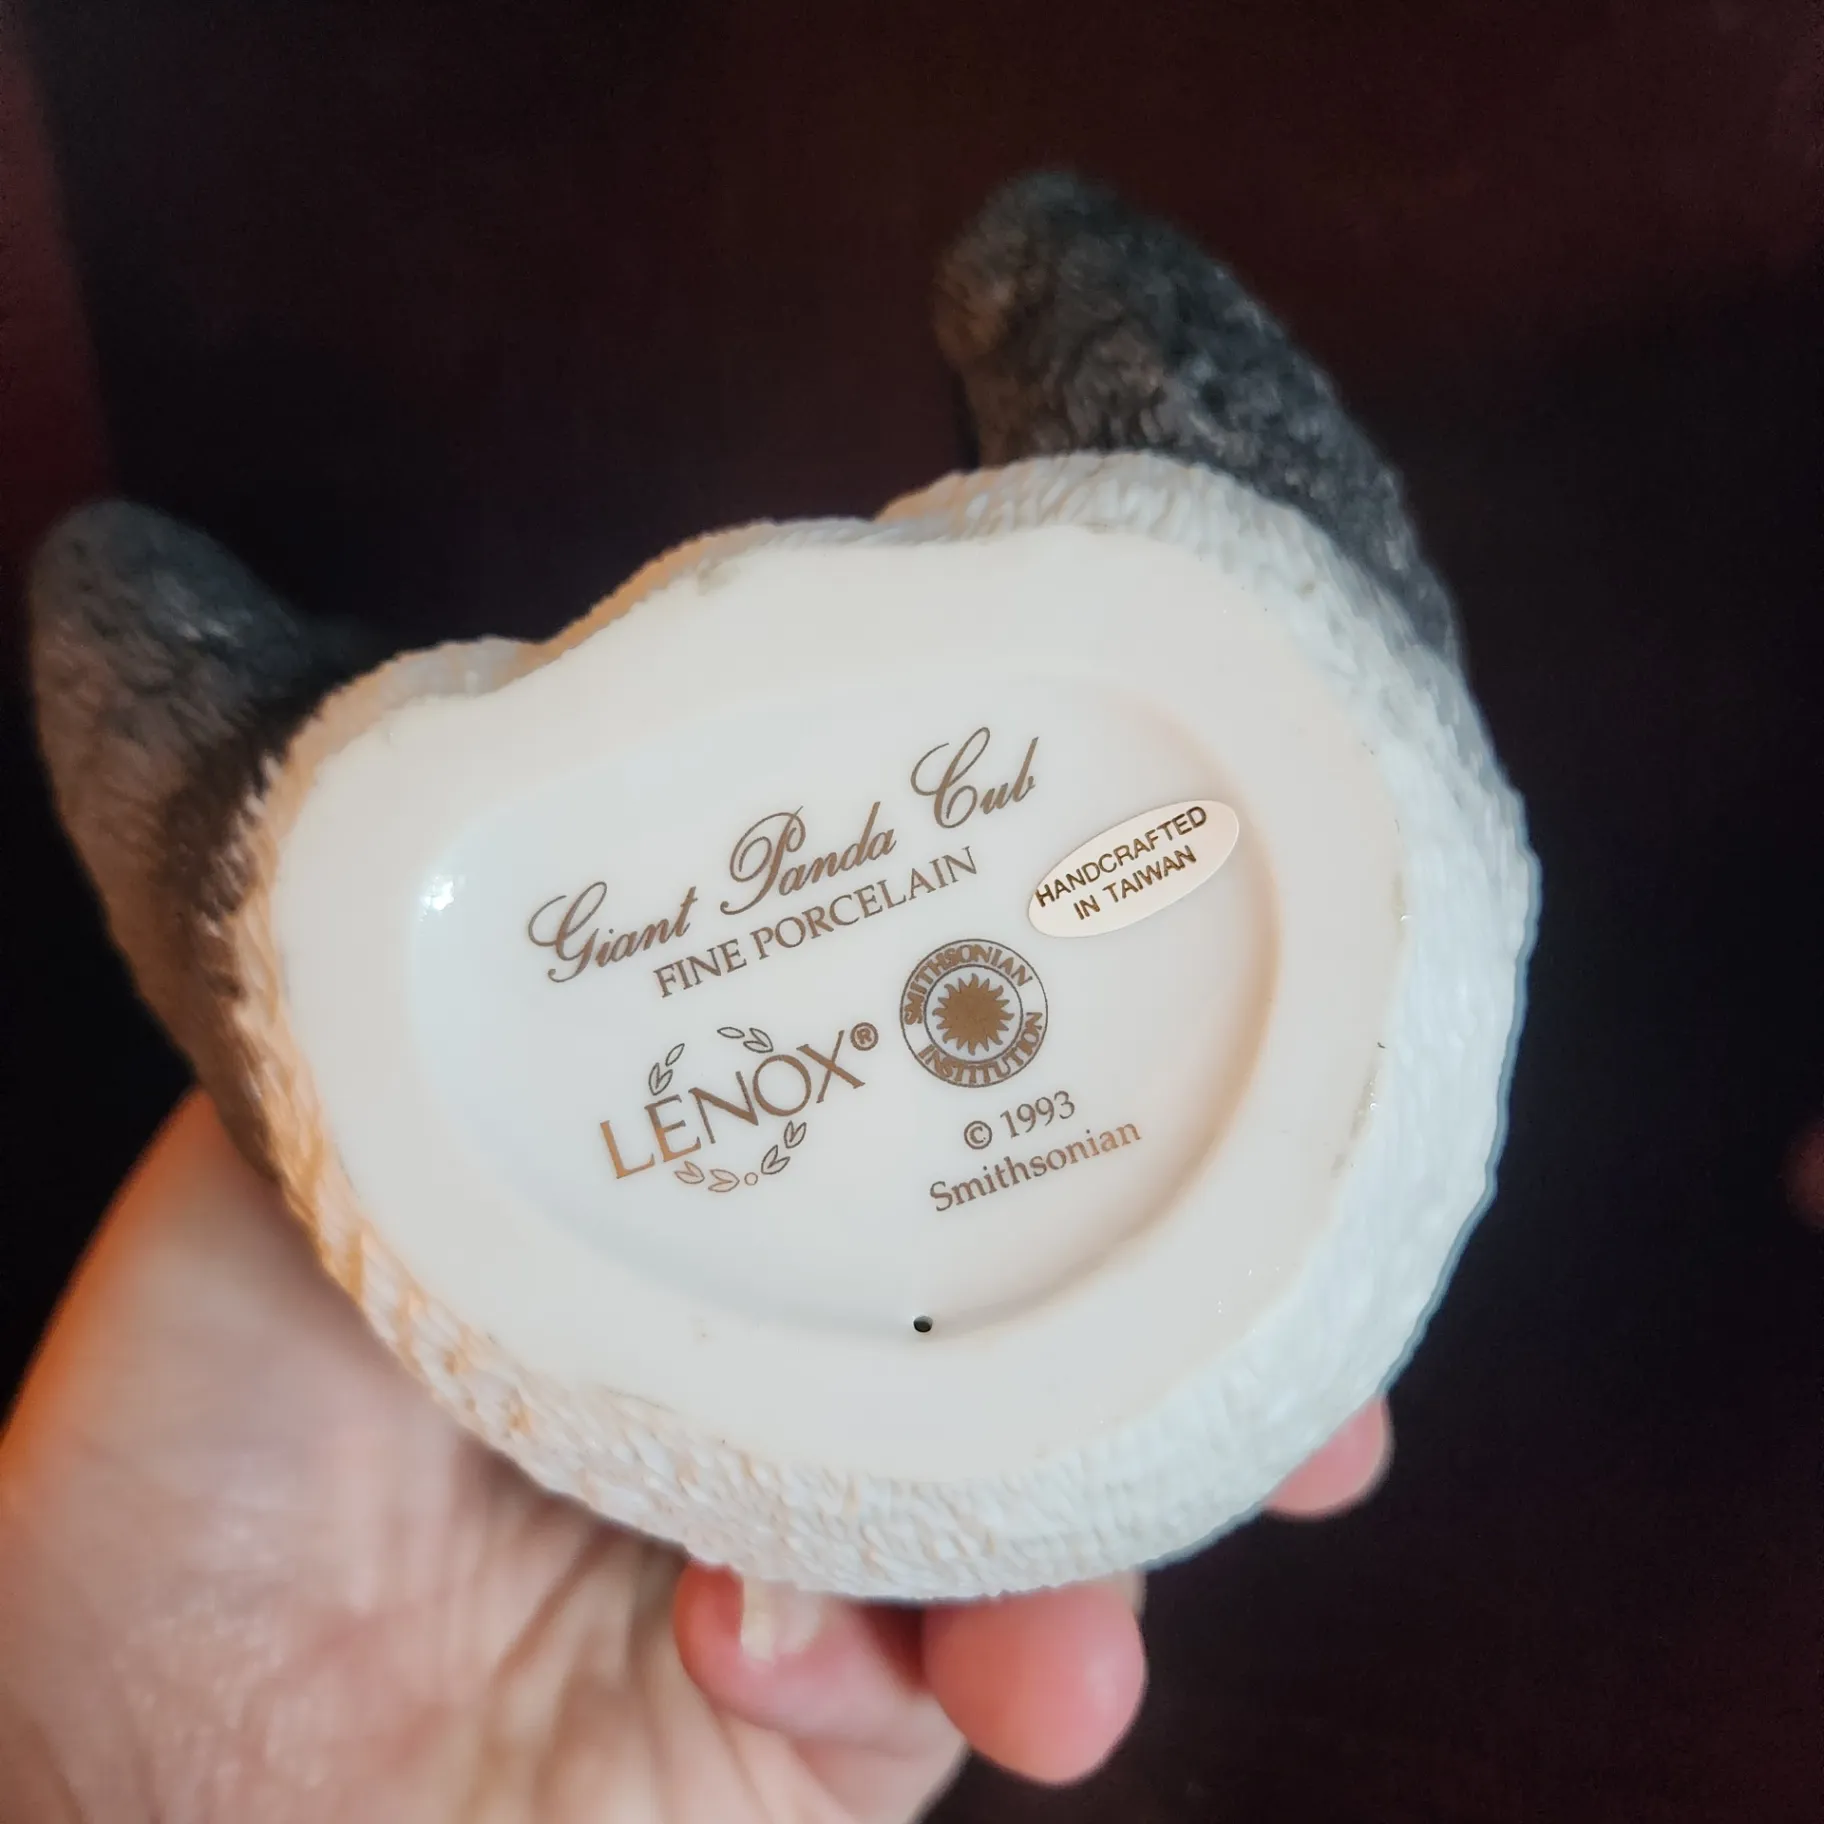 Giant Panda Cub
FINE PORCELAIN
HANDCRAFTED
IN TAIWAN
LENOX®
SMITHSONIAN
INSTITUTION
© 1993
Smithsonian